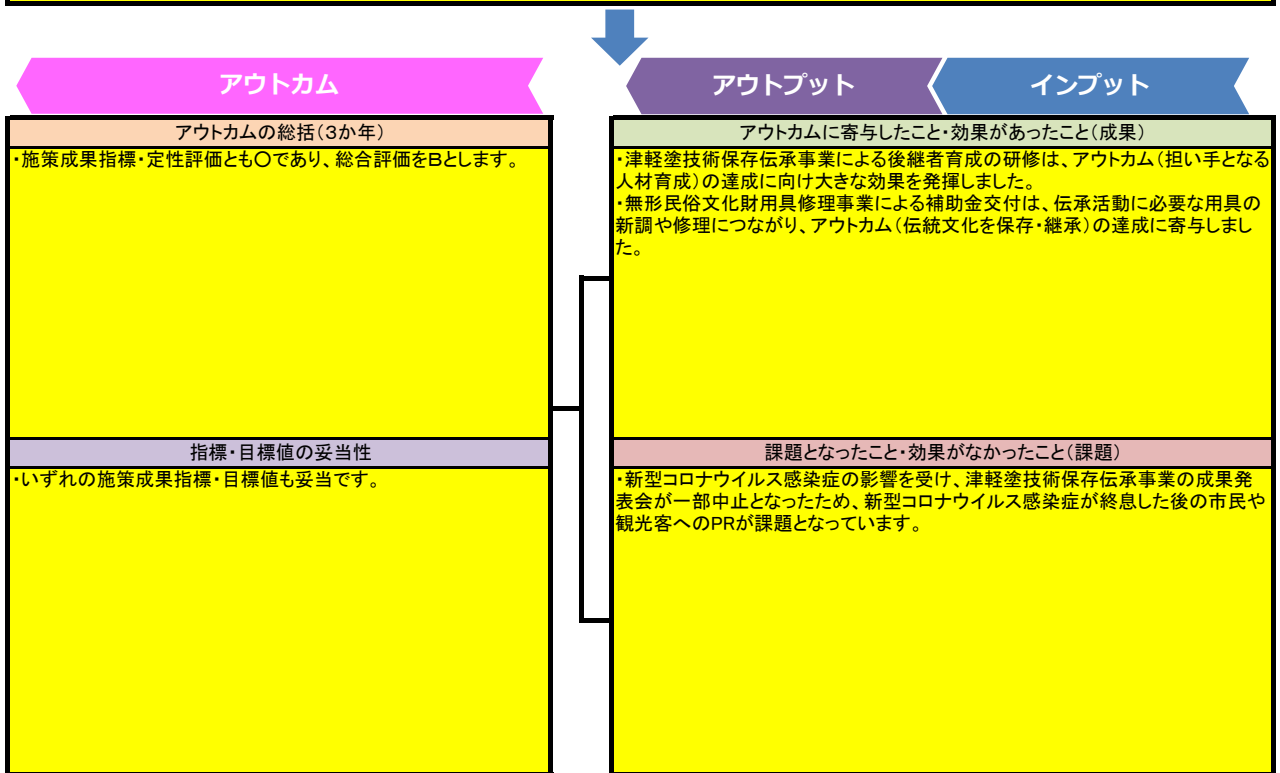 アウトカム
アウトプット
インプット
アウトカムの総括（3か年）
・施策成果指標・定性評価とも○であり、総合評価をBとします。
指標・目標値の妥当性
・いずれの施策成果指標・目標値も妥当です。
アウトカムに寄与したこと・効果があったこと（成果）
・津軽塗技術保存伝承事業による後継者育成の研修は、アウトカム（担い手となる
人材育成）の達成に向け大きな効果を発揮しました。
・無形民俗文化財用具修理事業による補助金交付は、伝承活動に必要な用具の
新調や修理につながり、アウトカム（伝統文化を保存・継承）の達成に寄与しまし
た。
課題となったこと・効果がなかったこと（課題）
・新型コロナウイルス感染症の影響を受け、津軽塗技術保存伝承事業の成果発
表会が一部中止となったため、新型コロナウイルス感染症が終息した後の市民や
観光客へのPRが課題となっています。